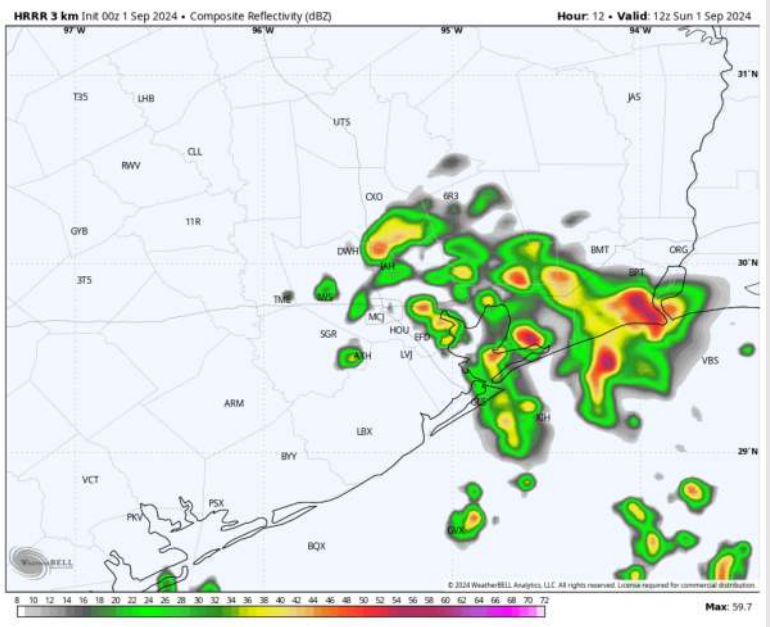 HRRR 3 km Init 00z 1 Sep 2024 • Composite Reflectivity (dBZ) Hour: 12 • Valid: 12z Sun 1 Sep 2024
97°W 96°W 95°W 94°W
31°N
T35 LHB JAS
UTS
CLL
RWV
CXO 6R3
11R
GYB
DWH BMT ORG
30°N
IAH BPT
3T5
TME IWS
MCJ
SGR HOU EFD
AXH LVJ VBS
ARM GLS
XIH
LBX
BYY 29°N
VCT
PSX
PKV GVX
BQX
WeatherBELL
© 2024 WeatherBELL Analytics, LLC. All rights reserved. License required for commercial distribution.
8 10 12 14 16 18 20 22 24 26 28 30 32 34 36 38 40 42 44 46 48 50 52 54 56 58 60 62 64 66 68 70 72 Max: 59.7